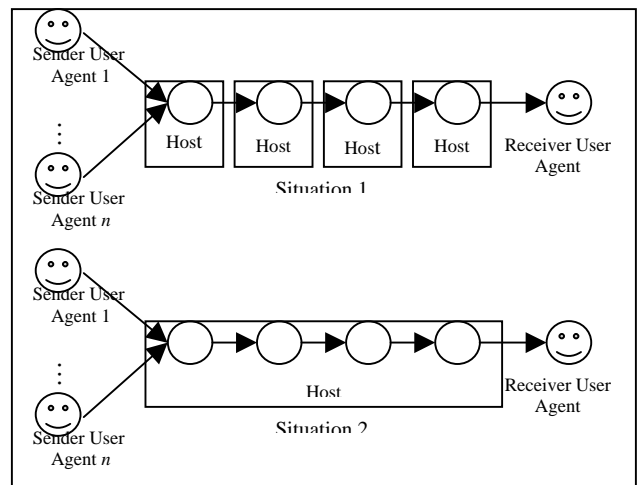 Sender User
Agent 1
⋮
Sender User
Agent n
Host
Host
Host
Host
Receiver User
Agent
Situation 1
Sender User
Agent 1
⋮
Sender User
Agent n
Host
Receiver User
Agent
Situation 2